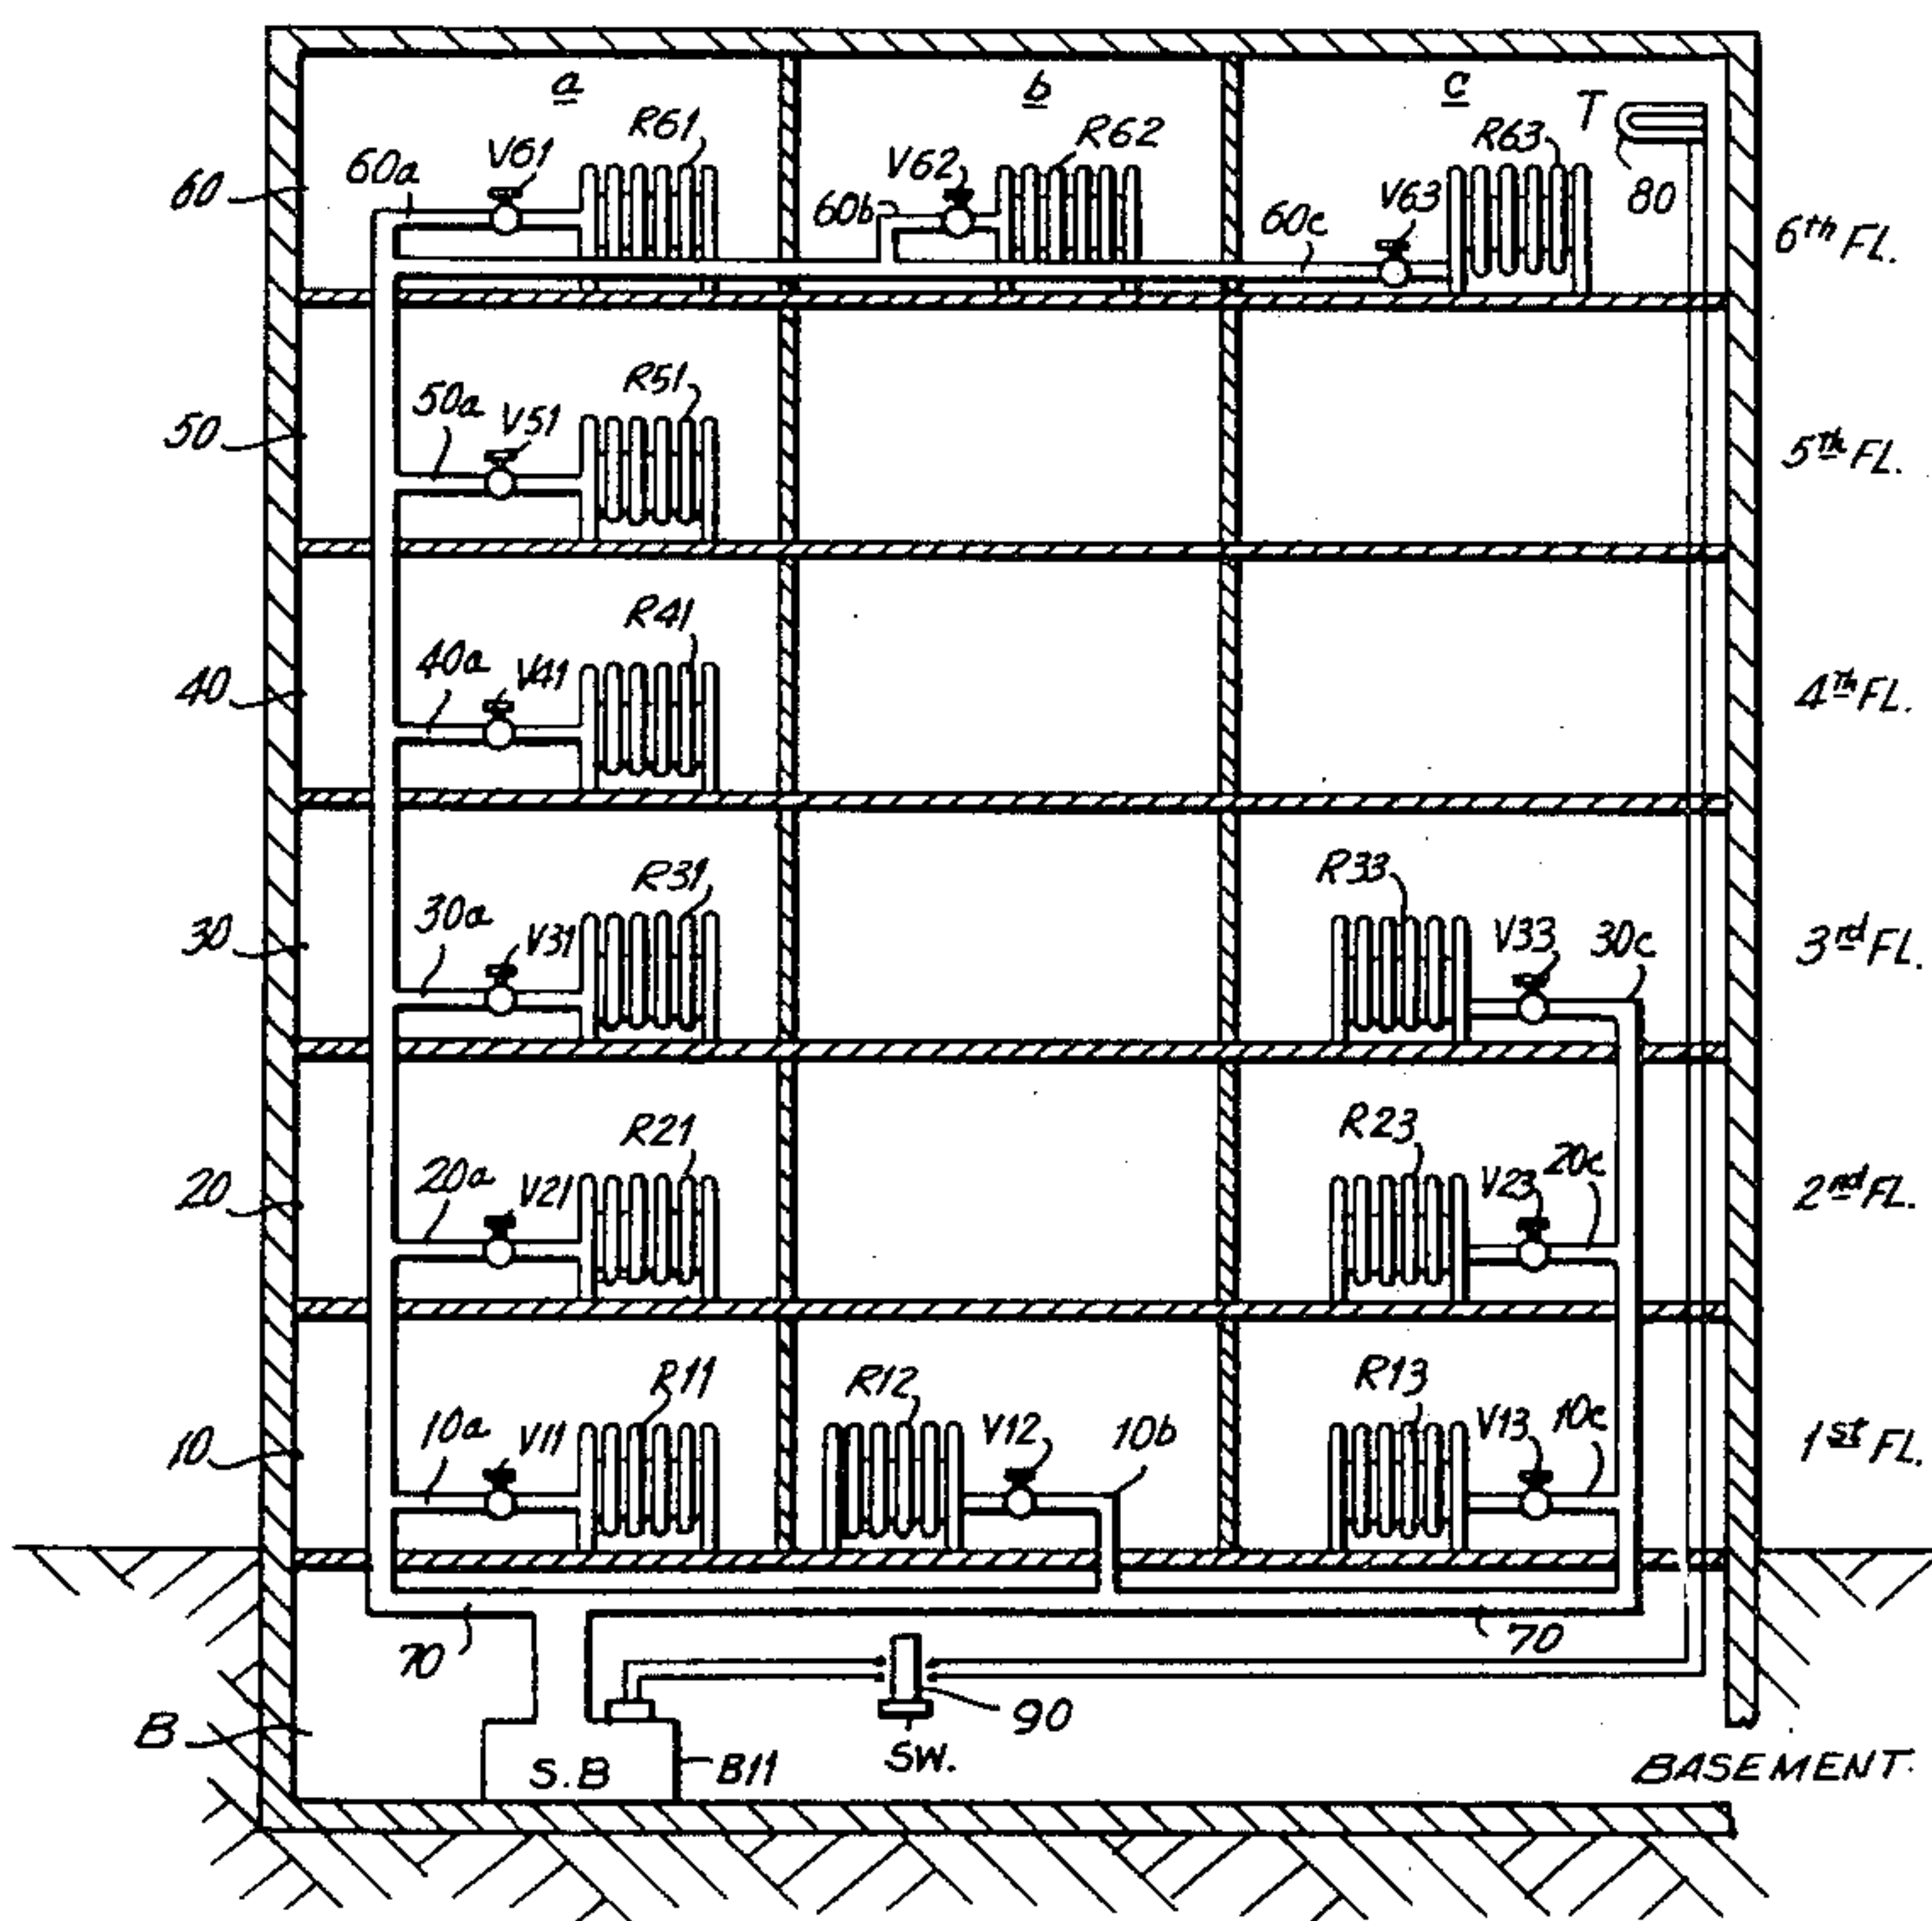 a b c T
R61 R62 R63
60a V61 V62 80
60 60b V63
60c 6th FL.
R51
50a V51
50 5th FL.
R41
40a V41
40 4th FL.
R31 R33
30a V31 V33 30c
30 3rd FL.
R21 R23
20a V21 V23 20c
20 2nd FL.
R11 R12 R13
10a V11 V12 10b V13 10c
10 1st FL.
70 70
B 90
S.B B11 SW. BASEMENT.